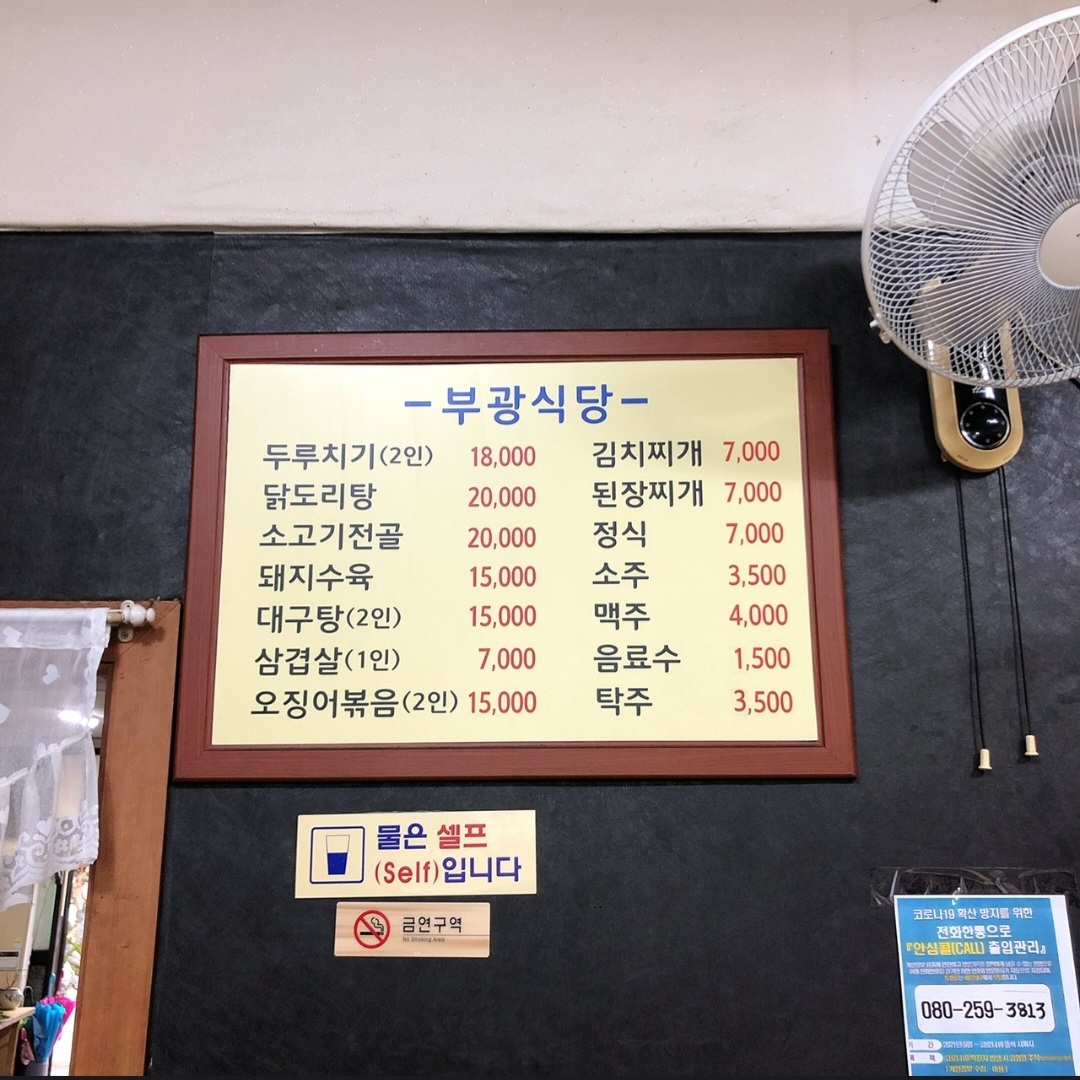 -부광식당-
두루치기(2인) 18,000
닭도리탕 20,000
소고기전골 20,000
돼지수육 15,000
대구탕(2인) 15,000
삼겹살(1인) 7,000
오징어볶음(2인) 15,000
김치찌개 7,000
된장찌개 7,000
정식 7,000
소주 3,500
맥주 4,000
음료수 1,500
탁주 3,500
물은 셀프
(Self)입니다
금연구역
No Smoking Area
코로나19 확산 방지를 위한
전화한통으로
『안심콜(CALL) 출입관리』
080-259-3813